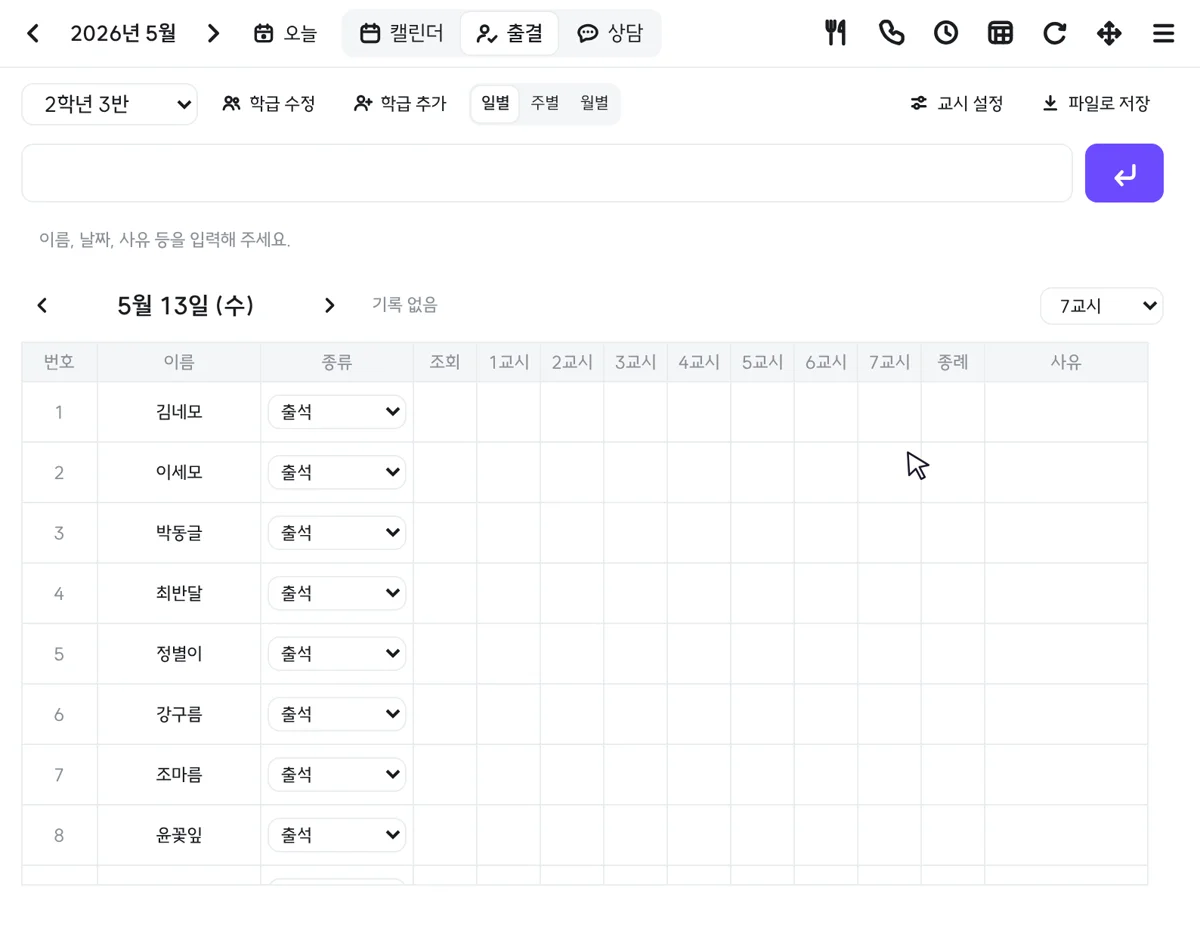 2026년 5월 오늘 캘린더 출결 상담
2학년 3반 학급 수정 학급 추가 일별 주별 월별 교시 설정 파일로 저장
이름, 날짜, 사유 등을 입력해 주세요.
5월 13일 (수) 기록 없음 7교시
번호 이름 종류 조회 1교시 2교시 3교시 4교시 5교시 6교시 7교시 종례 사유
1 김네모 출석
2 이세모 출석
3 박동글 출석
4 최반달 출석
5 정별이 출석
6 강구름 출석
7 조마름 출석
8 윤꽃잎 출석